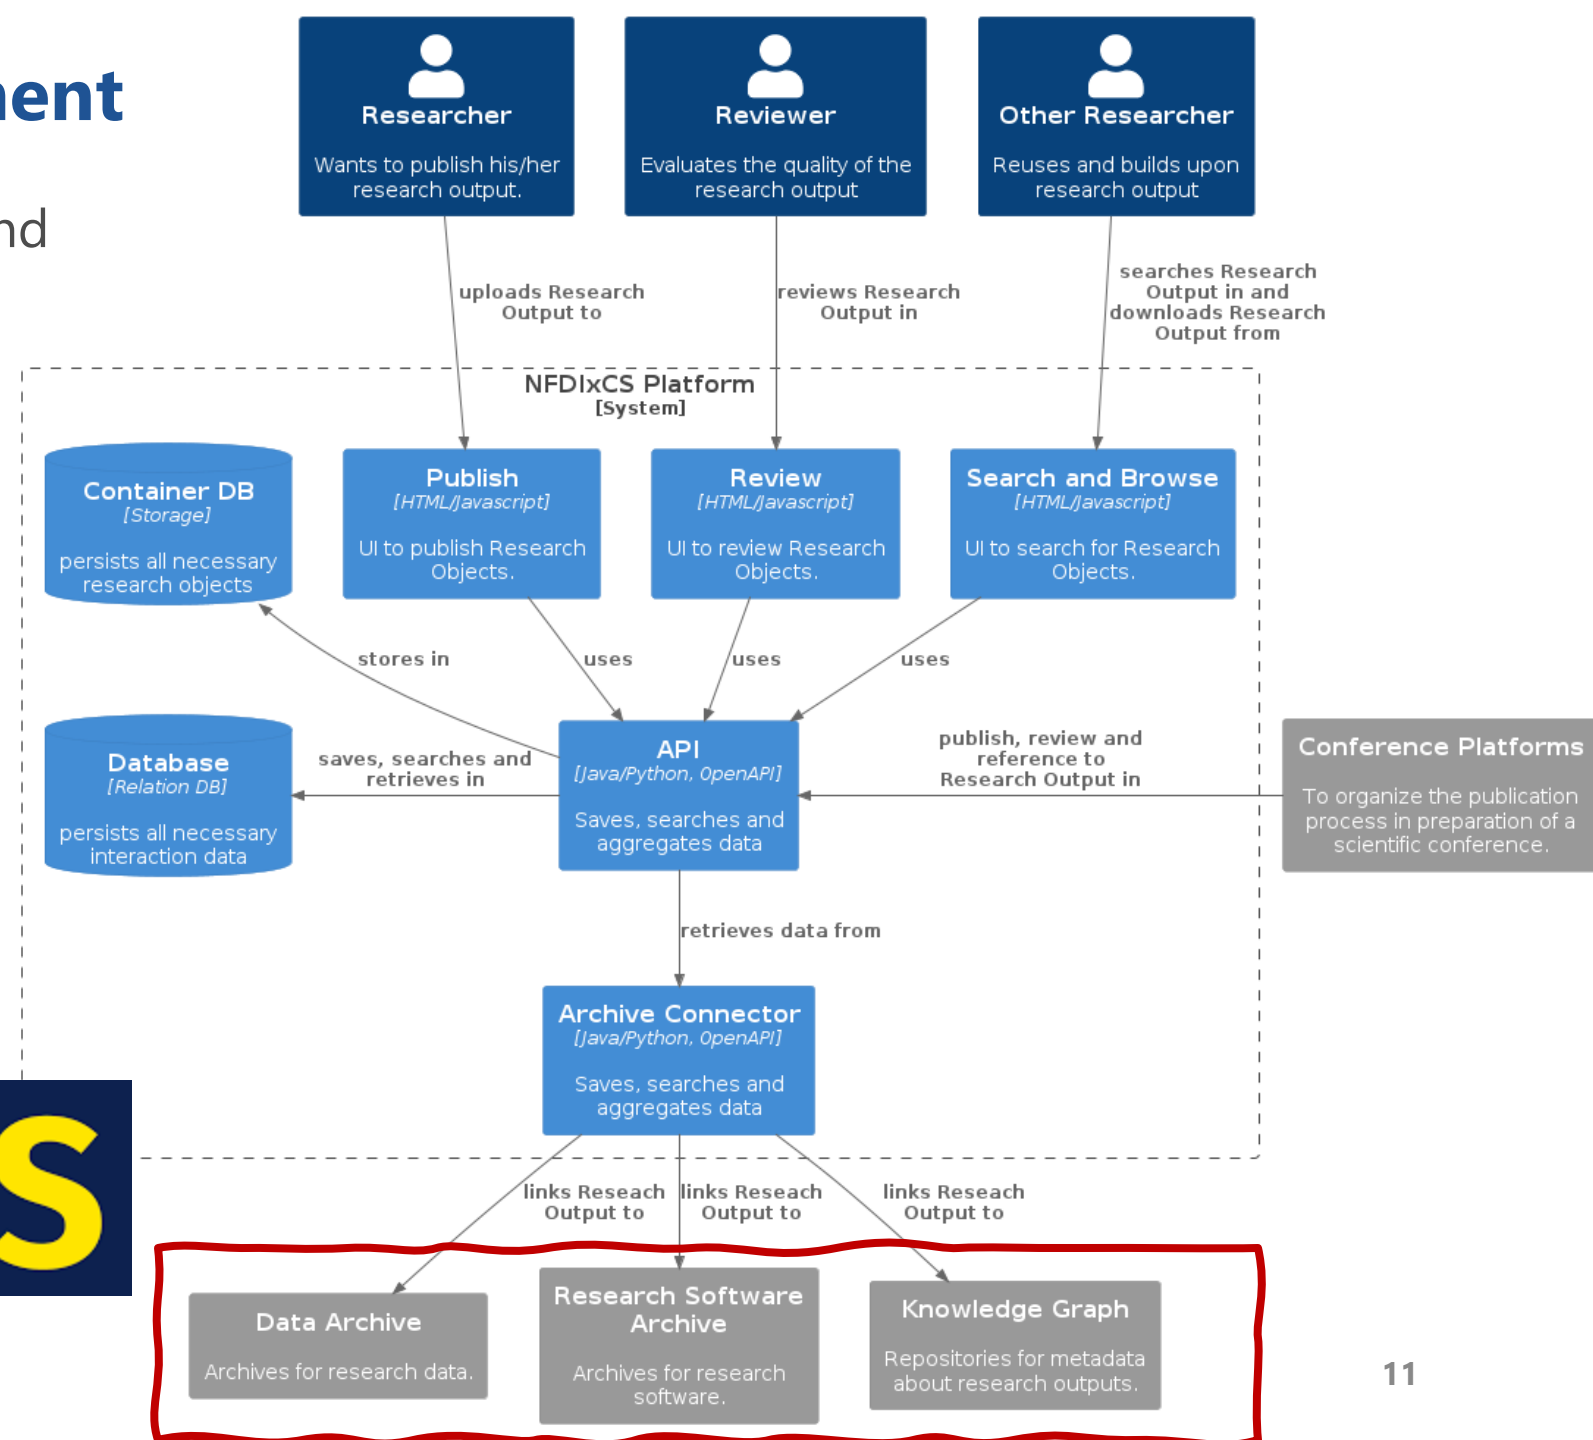 nent
nd
Researcher
Wants to publish his/her
research output.
Reviewer
Evaluates the quality of the
research output
Other Researcher
Reuses and builds upon
research output
uploads Research
Output to
reviews Research
Output in
searches Research
Output in and
downloads Research
Output from
NFDIxCS Platform
[System]
Container DB
[Storage]
persists all necessary
research objects
Publish
[HTML/Javascript]
UI to publish Research
Objects.
Review
[HTML/Javascript]
UI to review Research
Objects.
Search and Browse
[HTML/Javascript]
UI to search for Research
Objects.
stores in
uses
uses
uses
Database
[Relation DB]
persists all necessary
interaction data
saves, searches and
retrieves in
API
[Java/Python, OpenAPI]
Saves, searches and
aggregates data
publish, review and
reference to
Research Output in
Conference Platforms
To organize the publication
process in preparation of a
scientific conference.
retrieves data from
Archive Connector
[Java/Python, OpenAPI]
Saves, searches and
aggregates data
S
links Reseach
Output to
links Reseach
Output to
links Reseach
Output to
Data Archive
Archives for research data.
Research Software
Archive
Archives for research
software.
Knowledge Graph
Repositories for metadata
about research outputs.
11